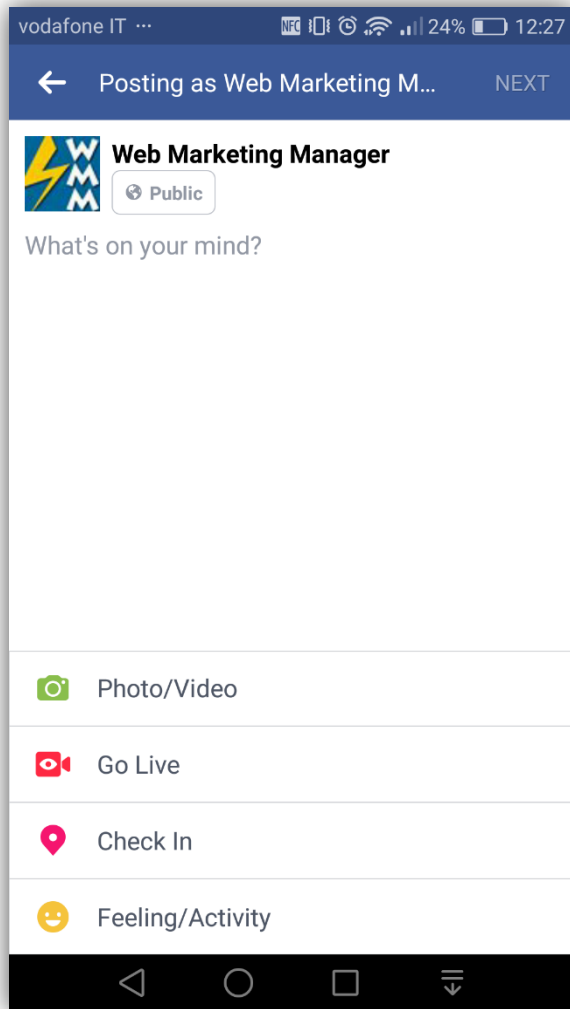 vodafone IT ... NFC 24% 12:27
Posting as Web Marketing M... NEXT
WMM
Web Marketing Manager
Public
What's on your mind?
Photo/Video
Go Live
Check In
Feeling/Activity